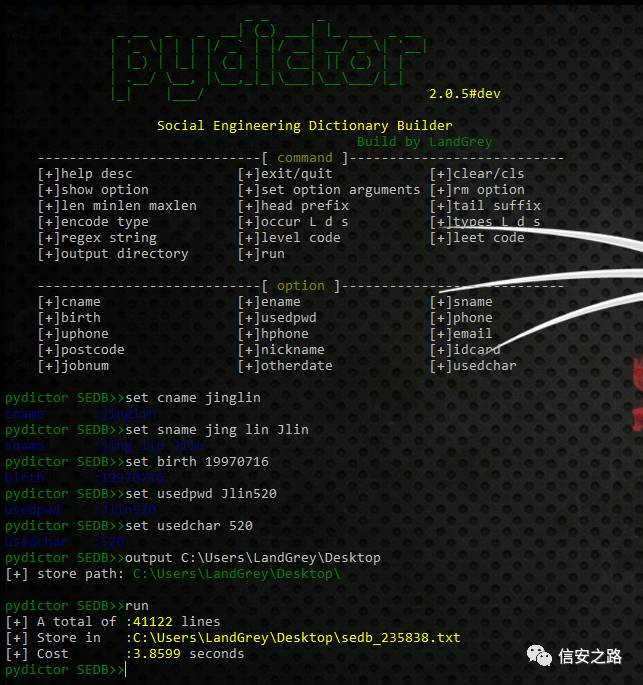 pydictor
2.0.5#dev
Social Engineering Dictionary Builder
Build by LandGrey
----------------------------[ command ]---------------------------
[+]help desc [+]exit/quit [+]clear/cls
[+]show option [+]set option arguments [+]rm option
[+]len minlen maxlen [+]head prefix [+]tail suffix
[+]encode type [+]occur L d s [+]types L d s
[+]regex string [+]level code [+]leet code
[+]output directory [+]run
----------------------------[ option ]----------------------------
[+]cname [+]ename [+]sname
[+]birth [+]usedpwd [+]phone
[+]uphone [+]hphone [+]email
[+]postcode [+]nickname [+]idcard
[+]jobnum [+]otherdate [+]usedchar
pydictor SEDB>>set cname jinglin
cname :jinglin
pydictor SEDB>>set sname jing lin Jlin
sname :jing lin Jlin
pydictor SEDB>>set birth 19970716
birth :19970716
pydictor SEDB>>set usedpwd Jlin520
usedpwd :Jlin520
pydictor SEDB>>set usedchar 520
usedchar :520
pydictor SEDB>>output C:\Users\LandGrey\Desktop
[+] store path: C:\Users\LandGrey\Desktop\
pydictor SEDB>>run
[+] A total of :41122 lines
[+] Store in :C:\Users\LandGrey\Desktop\sedb_235838.txt
[+] Cost :3.8599 seconds
pydictor SEDB>>
信安之路